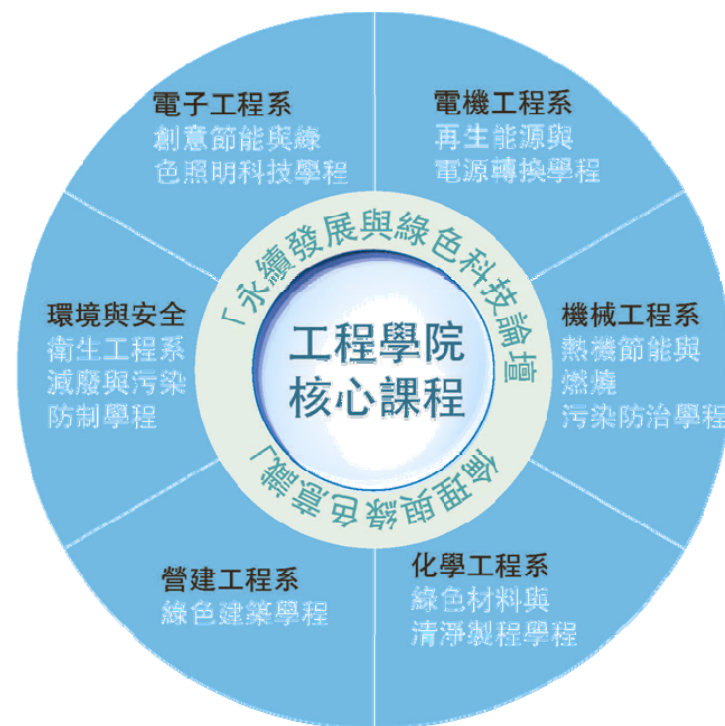 電子工程系
創意節能與綠
色照明科技學程
電機工程系
再生能源與
電源轉換學程
環境與安全
衛生工程系
減廢與污染
防制學程
「永續發展與綠色科技論壇
工程學院
核心課程
倫理與綠色意識」
機械工程系
熱機節能與
燃燒
污染防治學程
營建工程系
綠色建築學程
化學工程系
綠色材料與
清淨製程學程